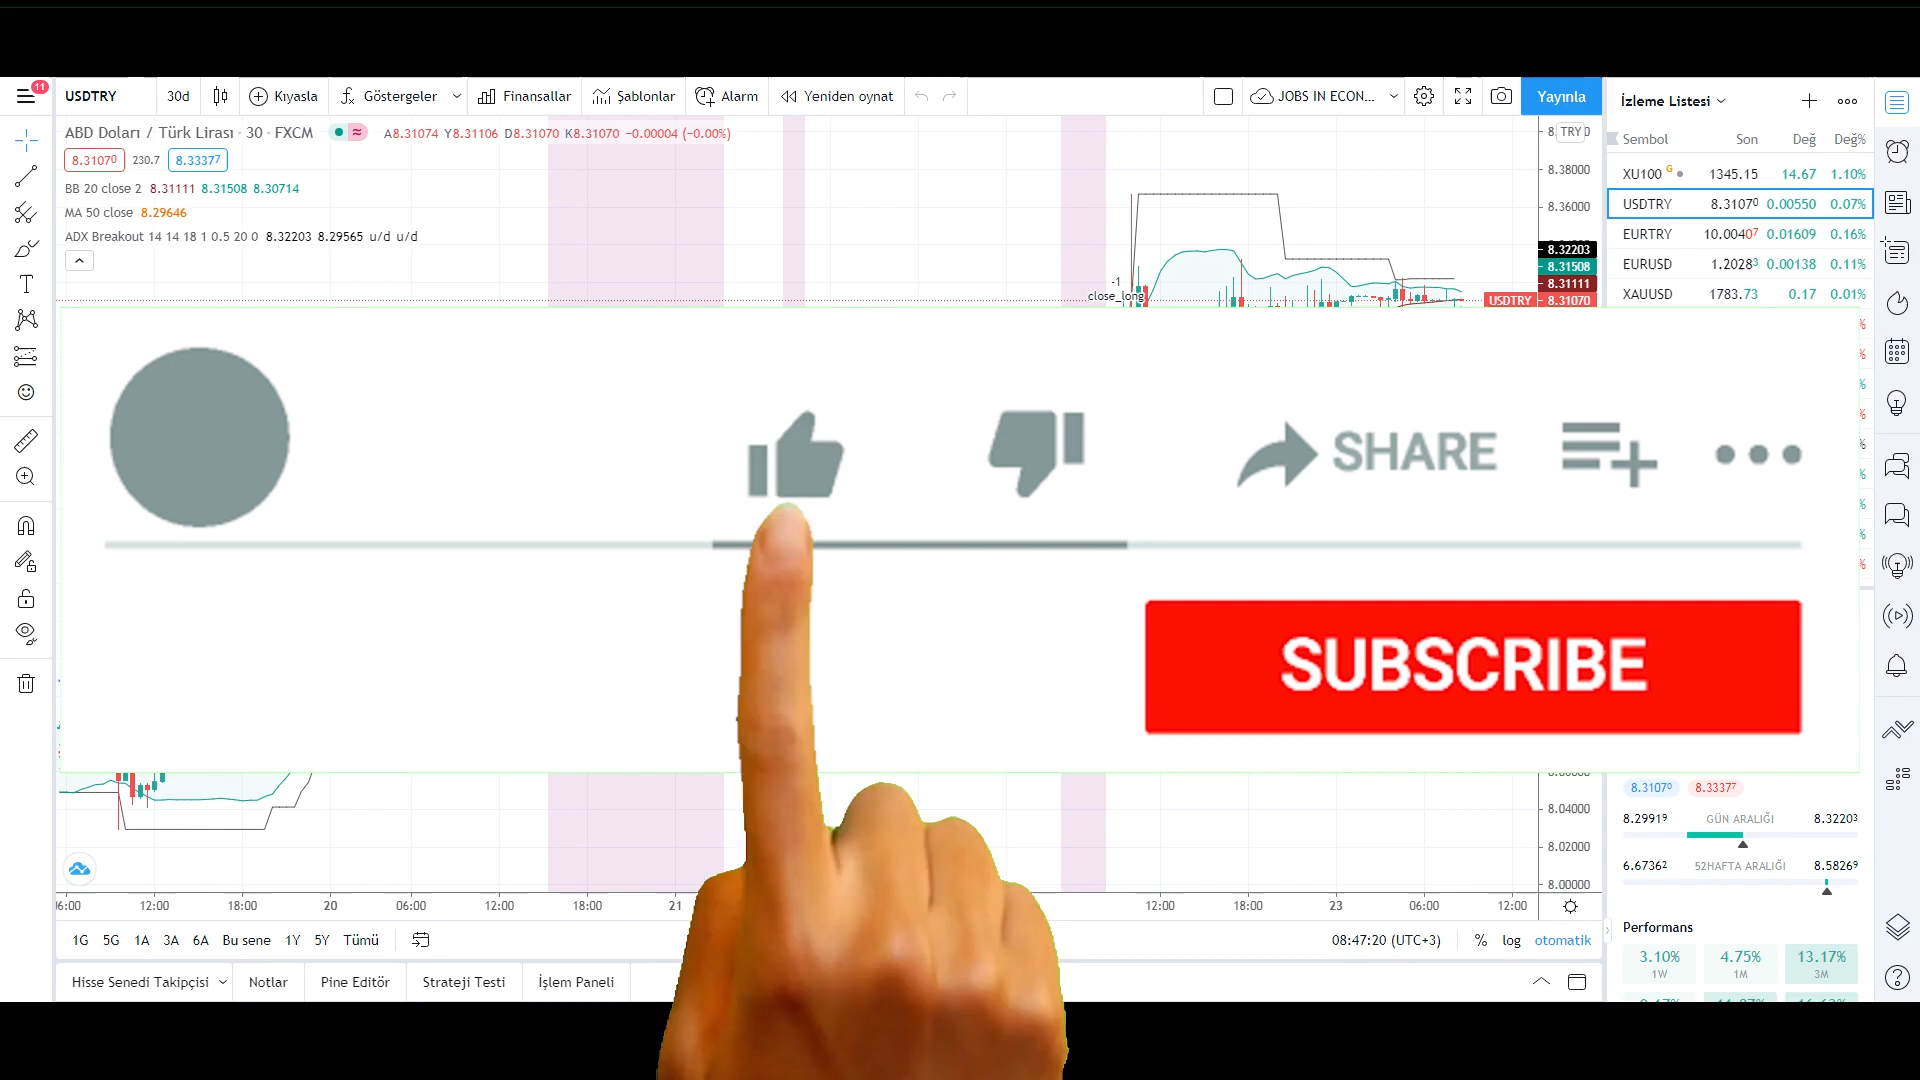 11
USDTRY
30d
Kıyasla
Göstergeler
Finansallar
Şablonlar
Alarm
Yeniden oynat
JOBS IN ECON...
Yayınla
İzleme Listesi
ABD Doları / Türk Lirası · 30 · FXCM
A8.31074 Y8.31106 D8.31070 K8.31070 −0.00004 (−0.00%)
8.31070 230.7 8.33377
BB 20 close 2 8.31111 8.31508 8.30714
MA 50 close 8.29646
ADX Breakout 14 14 18 1 0.5 20 0 8.32203 8.29565 u/d u/d
-1
close_long
TRY
8.38000
8.36000
8.32203
8.31508
8.31111
USDTRY 8.31070
Sembol Son Değ Değ%
XU100 G 1345.15 14.67 1.10%
USDTRY 8.31070 0.00550 0.07%
EURTRY 10.00407 0.01609 0.16%
EURUSD 1.20283 0.00138 0.11%
XAUUSD 1783.73 0.17 0.01%
SHARE
SUBSCRIBE
8.04000
8.02000
8.00000
12:00 18:00 20 06:00 12:00 18:00 21 12:00 18:00 23 06:00 12:00
8.31070 8.33377
8.29919 GÜN ARALIĞI 8.32203
6.67362 52HAFTA ARALIĞI 8.58269
1G 5G 1A 3A 6A Bu sene 1Y 5Y Tümü
08:47:20 (UTC+3) % log otomatik
Performans
3.10% 4.75% 13.17%
1W 1M 3M
Hisse Senedi Takipçisi
Notlar
Pine Editör
Strateji Testi
İşlem Paneli